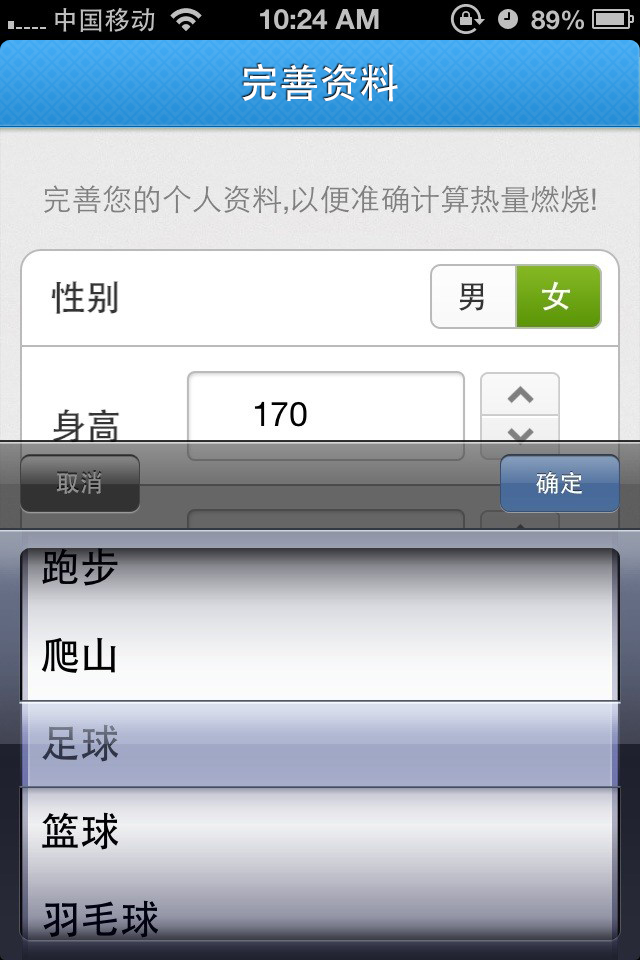 中国移动 10:24 AM 89%
完善资料
完善您的个人资料,以便准确计算热量燃烧!
性别 男 女
身高 170
取消 确定
跑步
爬山
足球
篮球
羽毛球